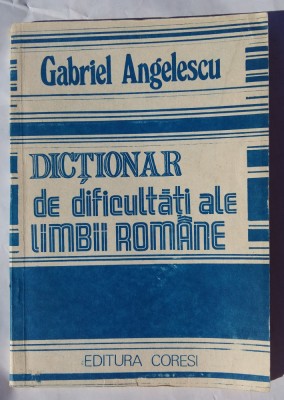 Gabriel Angelescu
DICȚIONAR
de dificultăți ale
limbii ROMÂNE
EDITURA CORESI